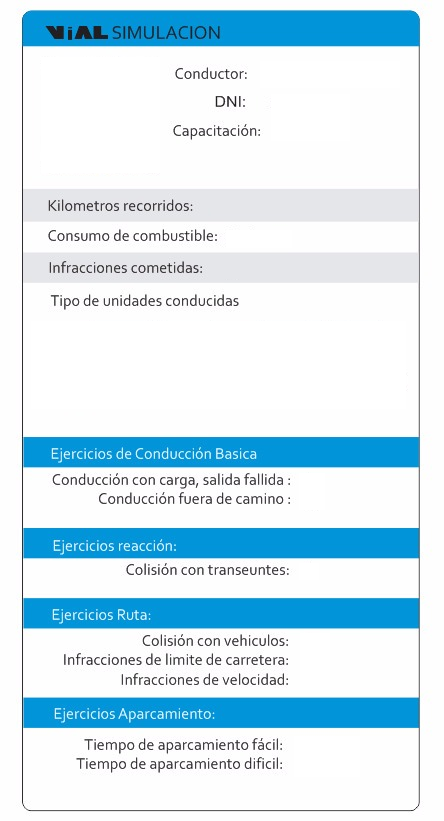 ViAL SIMULACION
Conductor:
DNI:
Capacitación:
Kilometros recorridos:
Consumo de combustible:
Infracciones cometidas:
Tipo de unidades conducidas
Ejercicios de Conducción Basica
Conducción con carga, salida fallida :
Conducción fuera de camino :
Ejercicios reacción:
Colisión con transeuntes:
Ejercicios Ruta:
Colisión con vehiculos:
Infracciones de limite de carretera:
Infracciones de velocidad:
Ejercicios Aparcamiento:
Tiempo de aparcamiento fácil:
Tiempo de aparcamiento dificil: